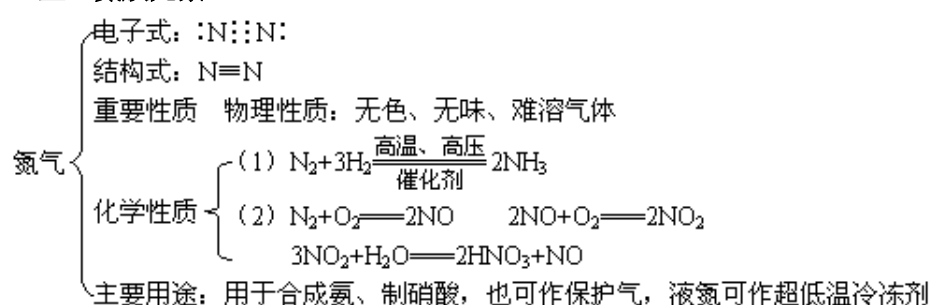 电子式：:N⋮⋮N:
结构式：N≡N
重要性质 物理性质：无色、无味、难溶气体
氮气
化学性质
（1）N₂+3H₂ 高温、高压 催化剂 2NH₃
（2）N₂+O₂══2NO 2NO+O₂══2NO₂
3NO₂+H₂O══2HNO₃+NO
主要用途：用于合成氨、制硝酸，也可作保护气，液氮可作超低温冷冻剂